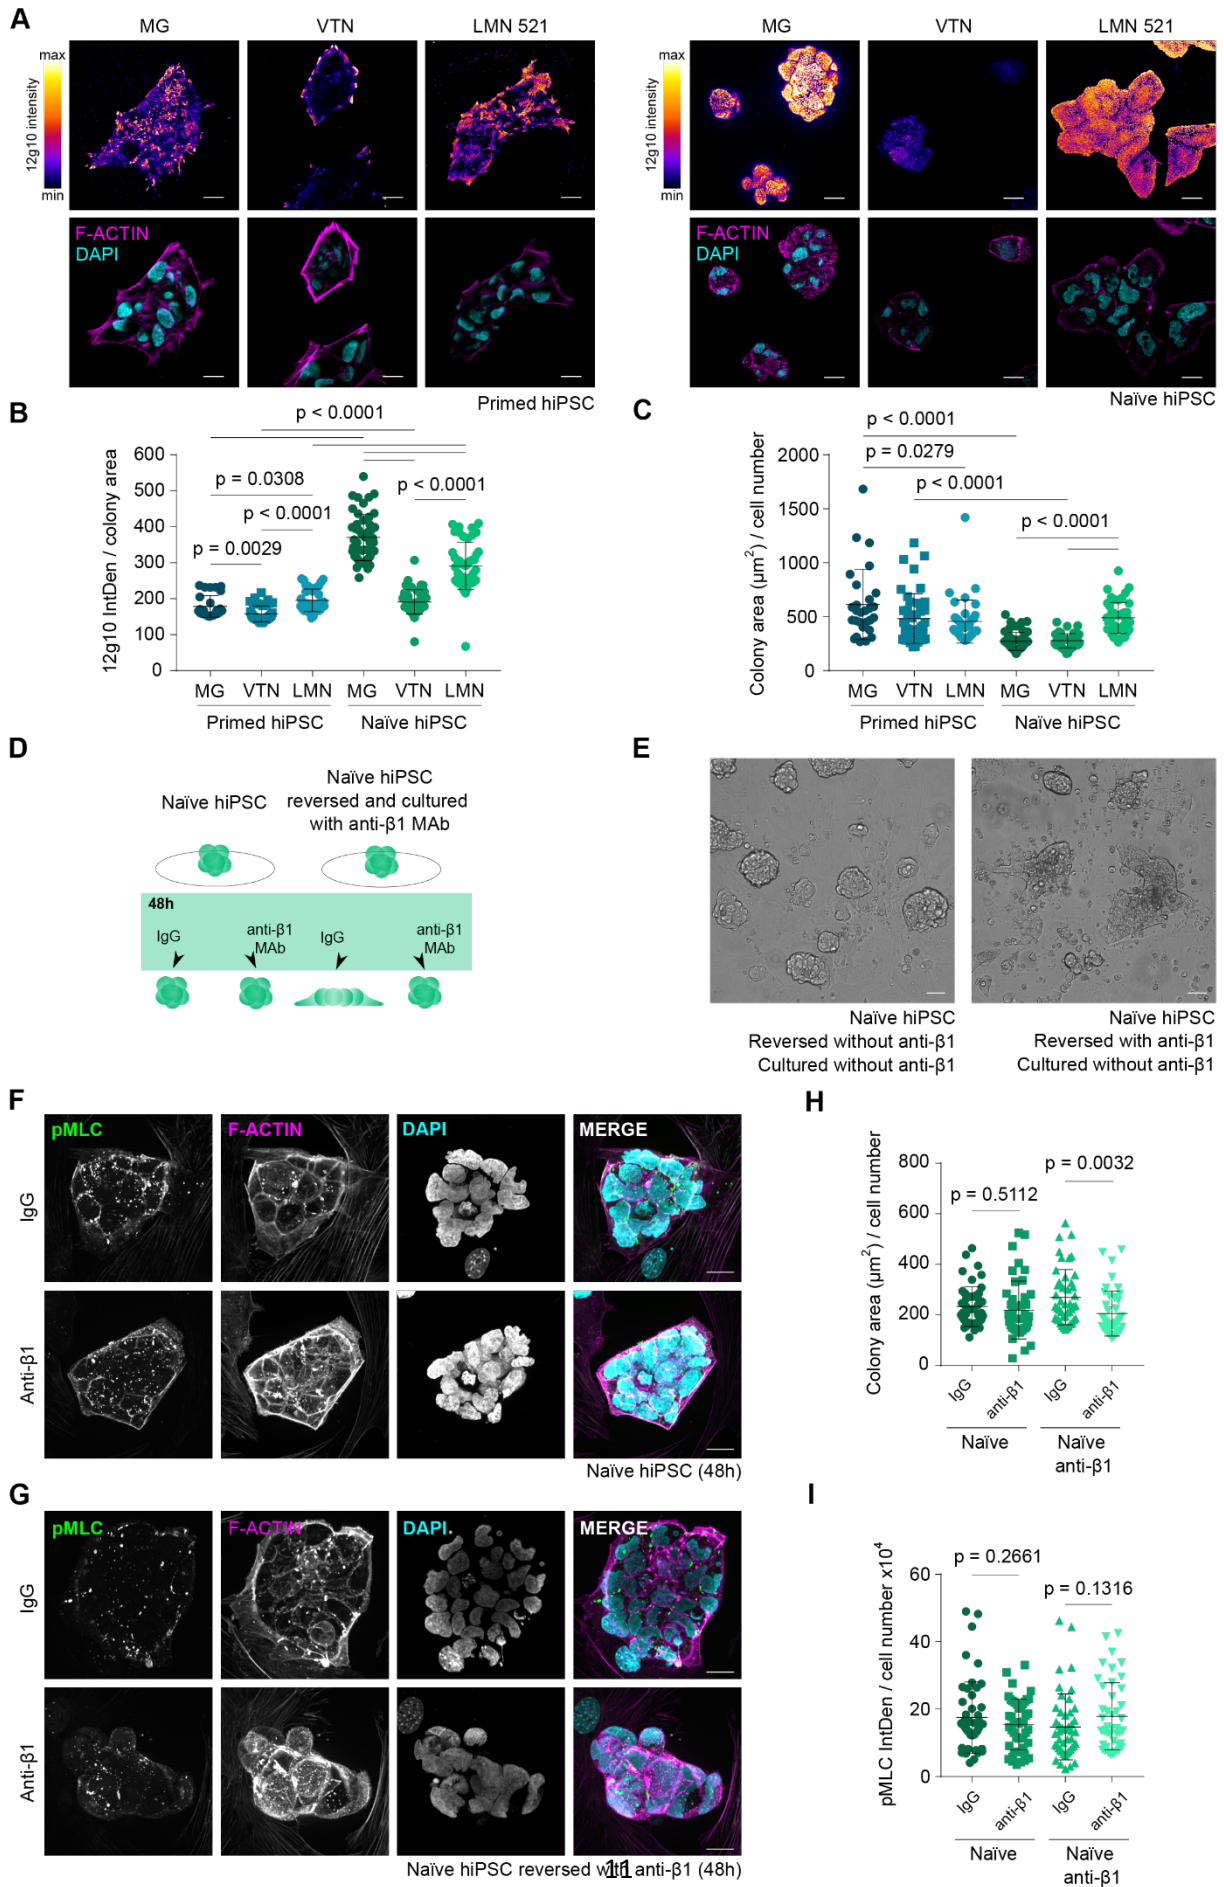 A
MG
VTN
LMN 521
MG
VTN
LMN 521
max
12g10 intensity
min
max
12g10 intensity
min
F-ACTIN
DAPI
F-ACTIN
DAPI
Primed hiPSC
Naïve hiPSC
B
12g10 IntDen / colony area
600
500
400
300
200
100
0
p < 0.0001
p = 0.0308
p < 0.0001
p < 0.0001
p = 0.0029
MG
VTN
LMN
MG
VTN
LMN
Primed hiPSC
Naïve hiPSC
C
Colony area (µm²) / cell number
2000
1500
1000
500
0
p < 0.0001
p = 0.0279
p < 0.0001
p < 0.0001
MG
VTN
LMN
MG
VTN
LMN
Primed hiPSC
Naïve hiPSC
D
Naïve hiPSC
Naïve hiPSC
reversed and cultured
with anti-β1 MAb
48h
IgG
anti-β1
MAb
IgG
anti-β1
MAb
E
Naïve hiPSC
Reversed without anti-β1
Cultured without anti-β1
Naïve hiPSC
Reversed with anti-β1
Cultured without anti-β1
F
pMLC
F-ACTIN
DAPI
MERGE
IgG
Anti-β1
Naïve hiPSC (48h)
G
pMLC
F-ACTIN
DAPI
MERGE
IgG
Anti-β1
Naïve hiPSC reversed with anti-β1 (48h)
11
H
Colony area (µm²) / cell number
800
600
400
200
0
p = 0.0032
p = 0.5112
IgG
anti-β1
IgG
anti-β1
Naïve
Naïve
anti-β1
I
pMLC IntDen / cell number x10⁴
60
40
20
0
p = 0.2661
p = 0.1316
IgG
anti-β1
IgG
anti-β1
Naïve
Naïve
anti-β1